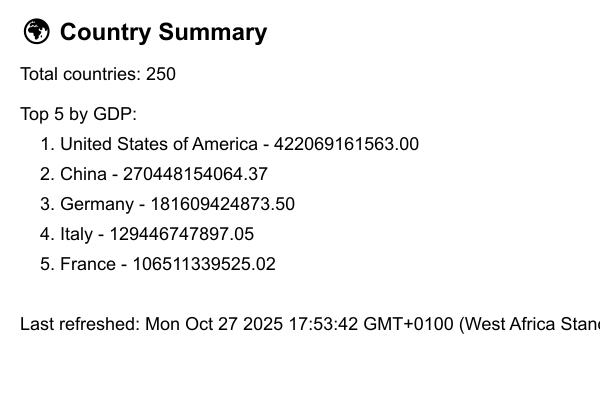 🌍 Country Summary
Total countries: 250
Top 5 by GDP:
1. United States of America - 422069161563.00
2. China - 270448154064.37
3. Germany - 181609424873.50
4. Italy - 129446747897.05
5. France - 106511339525.02
Last refreshed: Mon Oct 27 2025 17:53:42 GMT+0100 (West Africa Stan